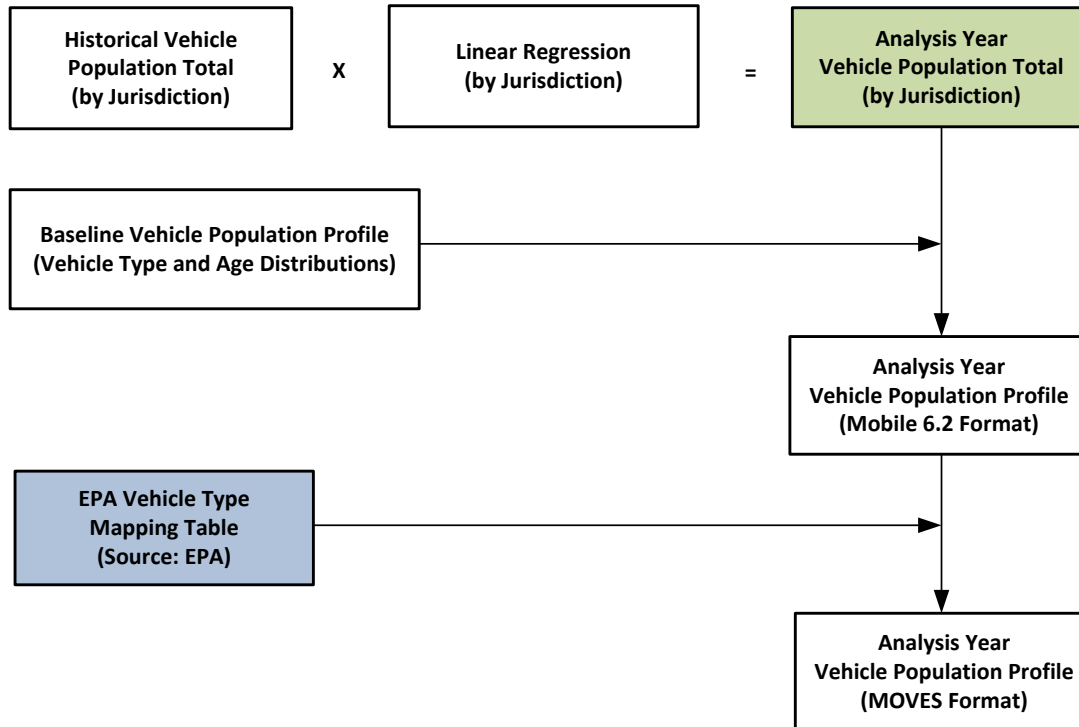 Historical Vehicle
Population Total
(by Jurisdiction)
X
Linear Regression
(by Jurisdiction)
=
Analysis Year
Vehicle Population Total
(by Jurisdiction)
Baseline Vehicle Population Profile
(Vehicle Type and Age Distributions)
Analysis Year
Vehicle Population Profile
(Mobile 6.2 Format)
EPA Vehicle Type
Mapping Table
(Source: EPA)
Analysis Year
Vehicle Population Profile
(MOVES Format)